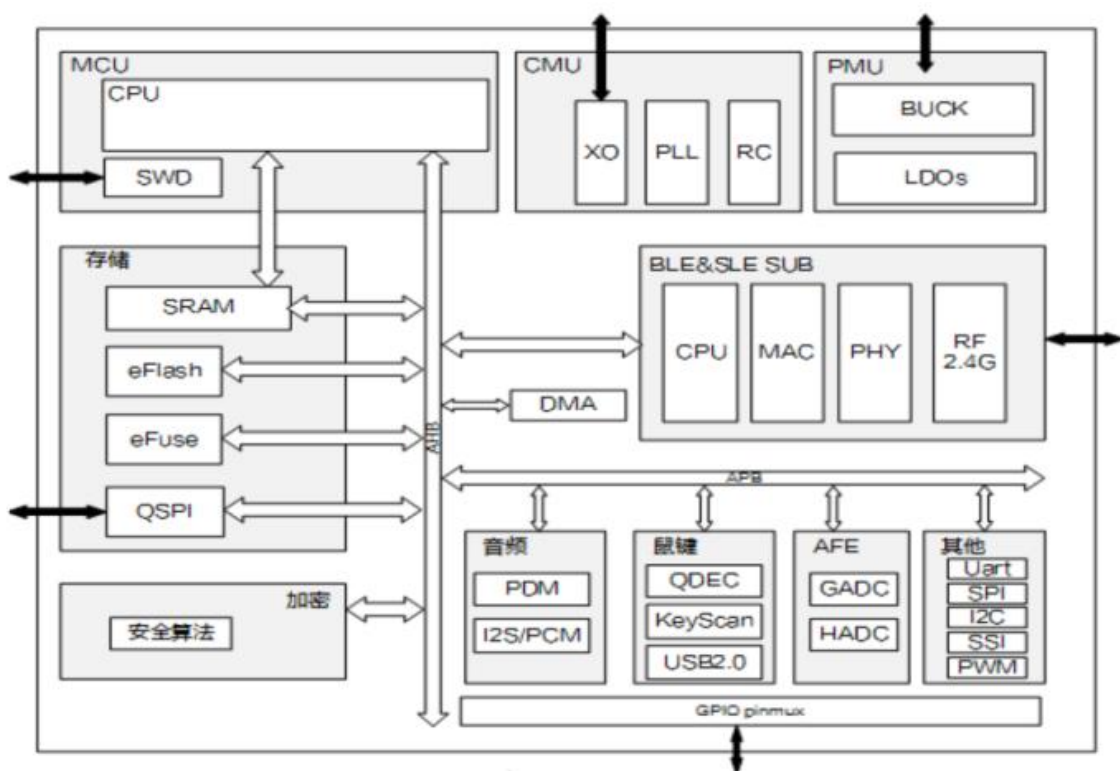 MCU
CPU
SWD
CMU
XO
PLL
RC
PMU
BUCK
LDOs
存储
SRAM
eFlash
eFuse
QSPI
加密
安全算法
AHB
BLE&SLE SUB
CPU
MAC
PHY
RF
2.4G
DMA
APB
音频
PDM
I2S/PCM
鼠键
QDEC
KeyScan
USB2.0
AFE
GADC
HADC
其他
Uart
SPI
I2C
SSI
PWM
GPIO pinmux